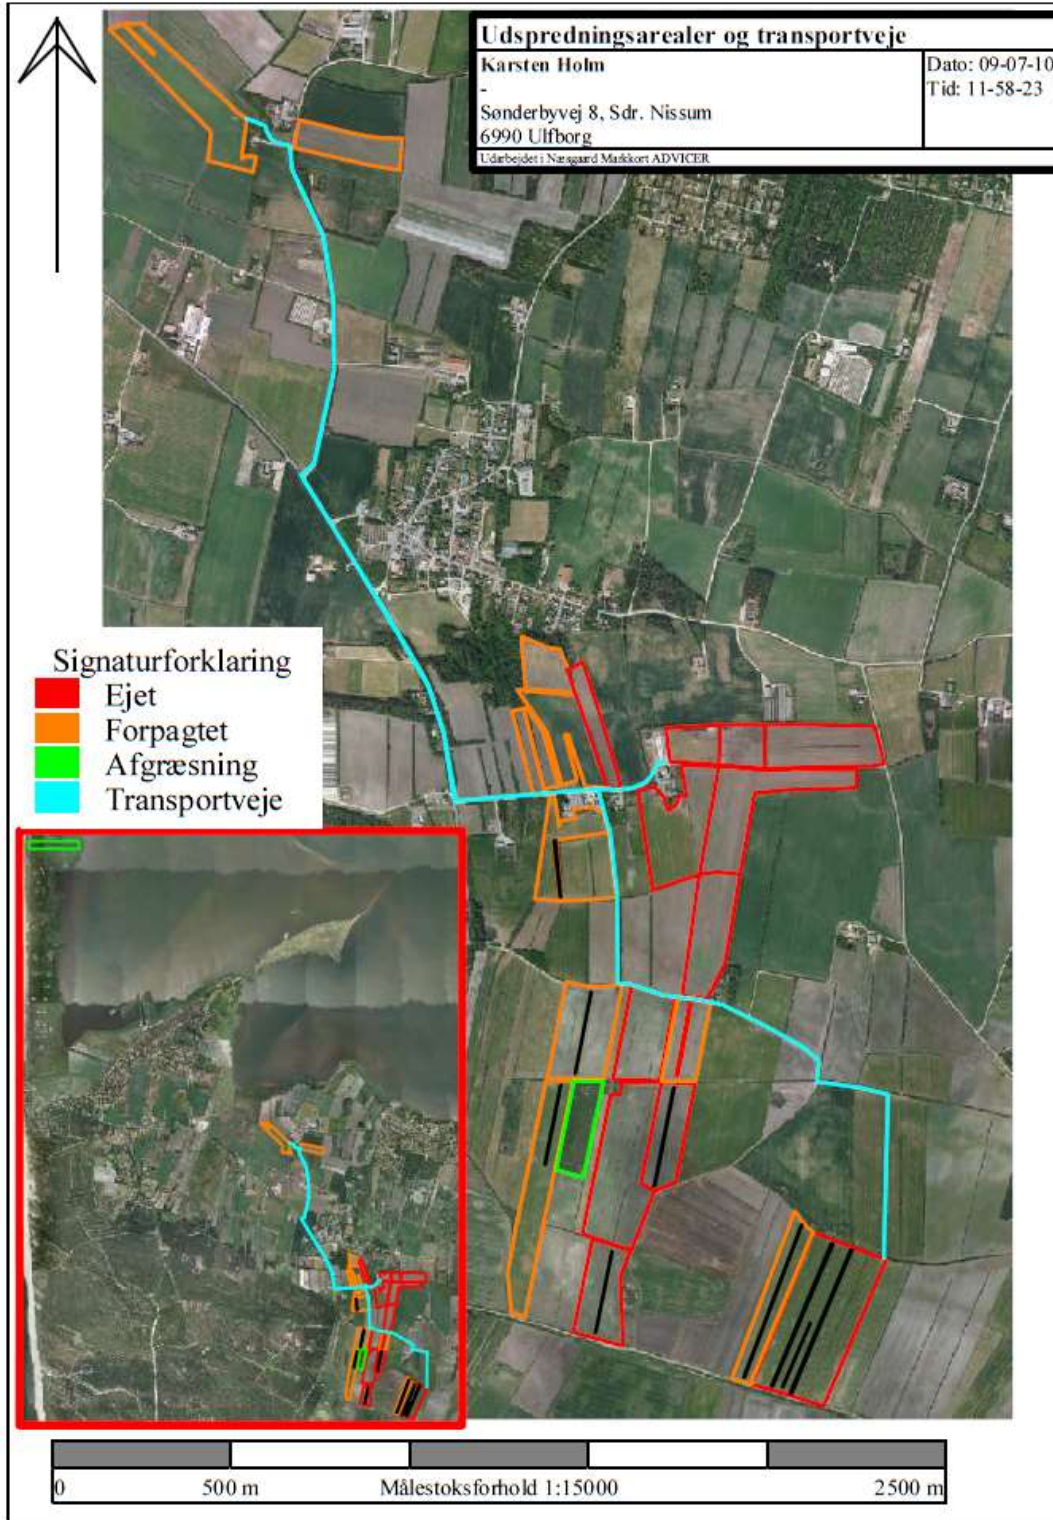 Udspredningsarealer og transportveje
Karsten Holm
-
Sønderbyvej 8, Sdr. Nissum
6990 Ulfborg
Dato: 09-07-10
Tid: 11-58-23
Udarbejdet i Næsgaard Markkort ADVICER
Signaturforklaring
Ejet
Forpagtet
Afgræsning
Transportveje
0 500 m Målestoksforhold 1:15000 2500 m